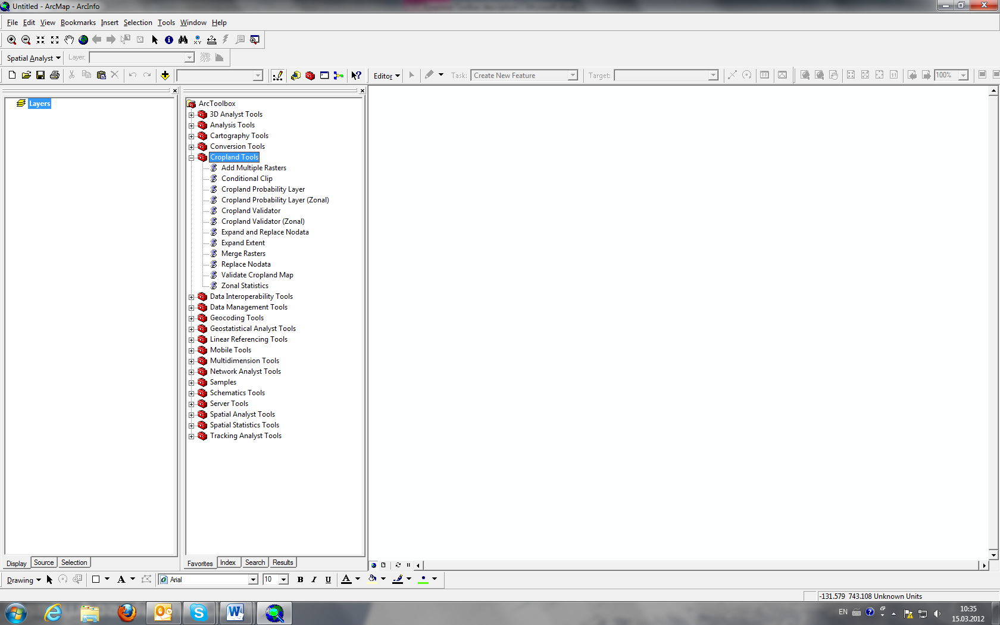 Untitled - ArcMap - ArcInfo
File Edit View Bookmarks Insert Selection Tools Window Help
Spatial Analyst Layer:
Editor Task: Create New Feature Target: 100%
Layers
ArcToolbox
3D Analyst Tools
Analysis Tools
Cartography Tools
Conversion Tools
Cropland Tools
Add Multiple Rasters
Conditional Clip
Cropland Probability Layer
Cropland Probability Layer (Zonal)
Cropland Validator
Cropland Validator (Zonal)
Expand and Replace Nodata
Expand Extent
Merge Rasters
Replace Nodata
Validate Cropland Map
Zonal Statistics
Data Interoperability Tools
Data Management Tools
Geocoding Tools
Geostatistical Analyst Tools
Linear Referencing Tools
Mobile Tools
Multidimension Tools
Network Analyst Tools
Samples
Schematics Tools
Server Tools
Spatial Analyst Tools
Spatial Statistics Tools
Tracking Analyst Tools
Display Source Selection
Favorites Index Search Results
Drawing A Arial 10 B I U A
-131.579 743.108 Unknown Units
EN
10:35
15.03.2012